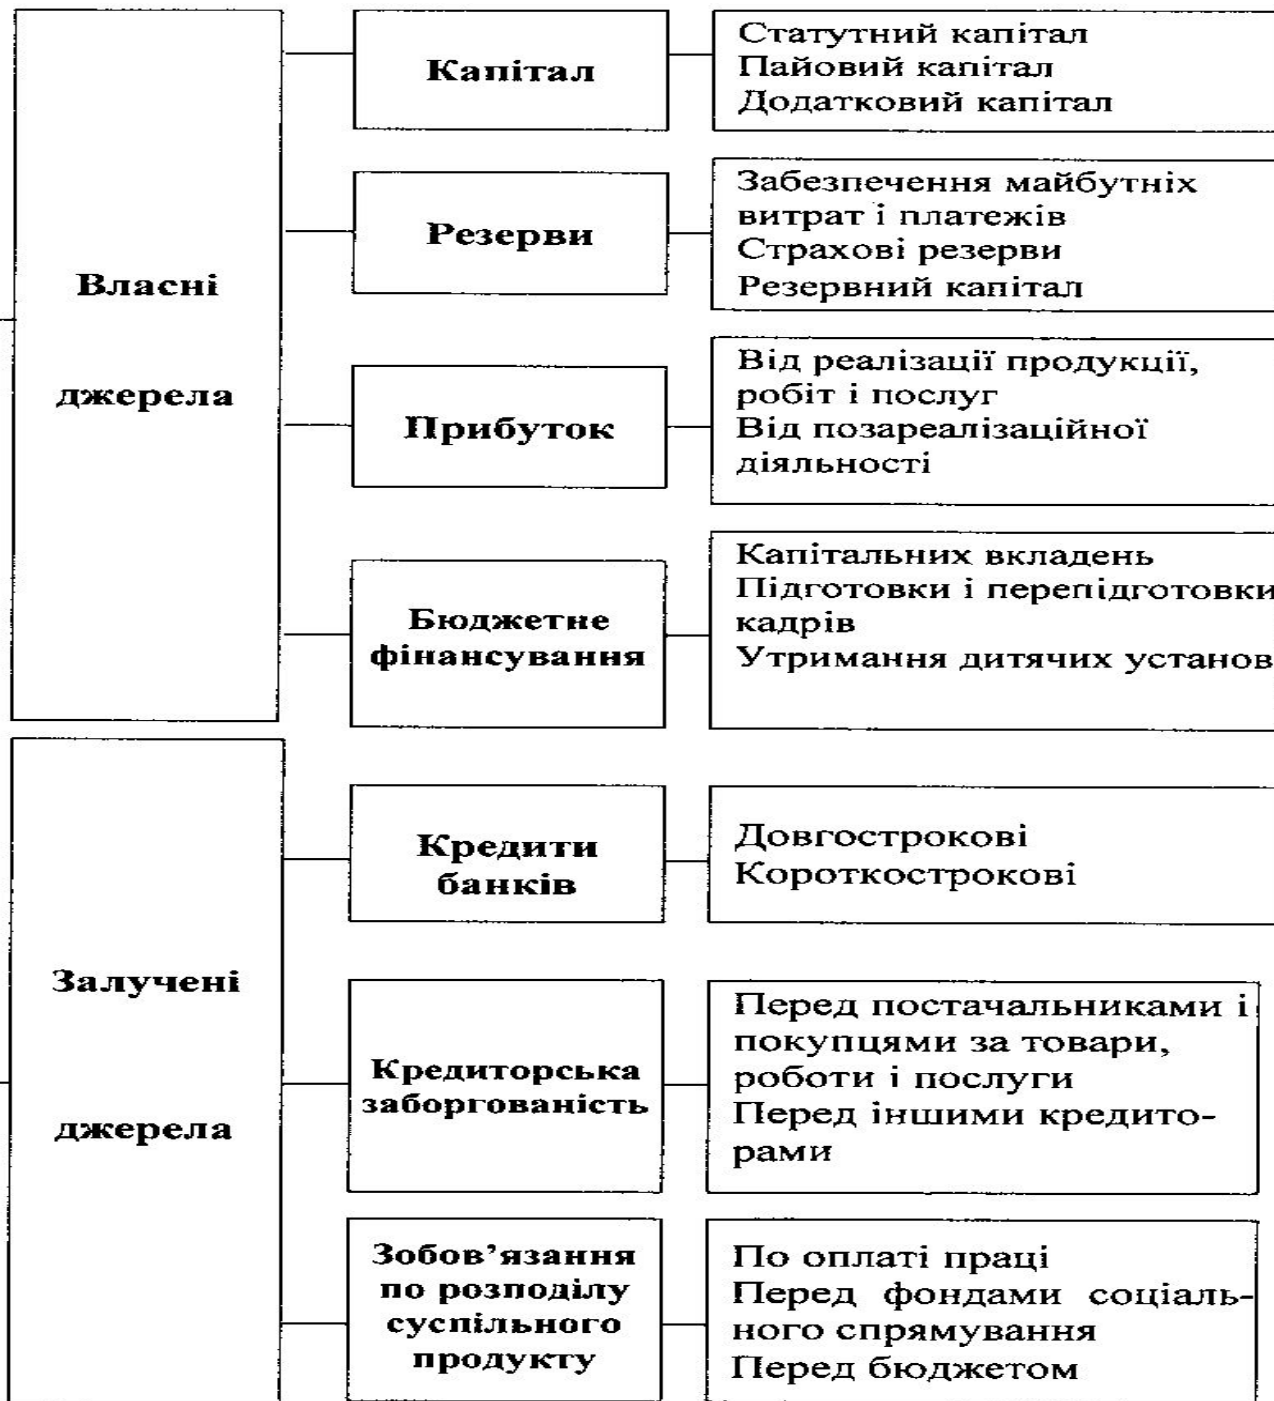 Власні
джерела
Капітал
Статутний капітал
Пайовий капітал
Додатковий капітал
Резерви
Забезпечення майбутніх
витрат і платежів
Страхові резерви
Резервний капітал
Прибуток
Від реалізації продукції,
робіт і послуг
Від позареалізаційної
діяльності
Бюджетне
фінансування
Капітальних вкладень
Підготовки і перепідготовки
кадрів
Утримання дитячих установ
Залучені
джерела
Кредити
банків
Довгострокові
Короткострокові
Кредиторська
заборгованість
Перед постачальниками і
покупцями за товари,
роботи і послуги
Перед іншими кредито-
рами
Зобов’язання
по розподілу
суспільного
продукту
По оплаті праці
Перед фондами соціаль-
ного спрямування
Перед бюджетом